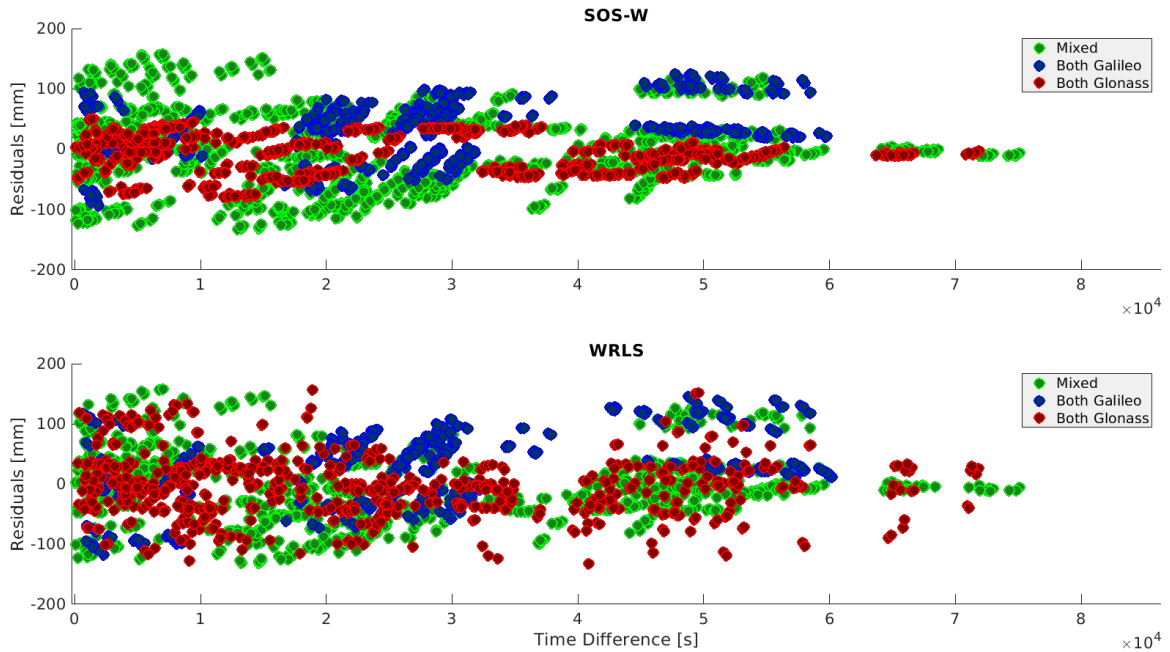 SOS-W
200
100
0
-100
-200
Residuals [mm]
Mixed
Both Galileo
Both Glonass
0 1 2 3 4 5 6 7 8
×10^4
WRLS
200
100
0
-100
-200
Residuals [mm]
Mixed
Both Galileo
Both Glonass
0 1 2 3 4 5 6 7 8
Time Difference [s]
×10^4